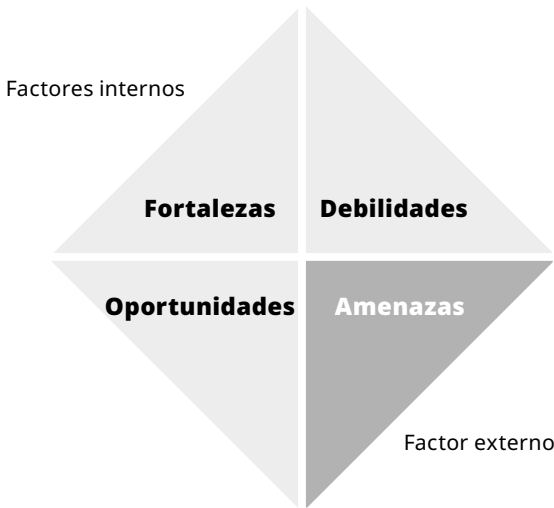 Factores internos
Fortalezas
Debilidades
Oportunidades
Amenazas
Factor externo